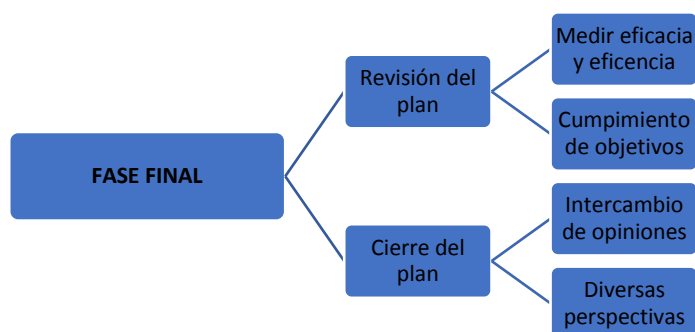 FASE FINAL
Revisión del
plan
Medir eficacia
y eficencia
Cumpimiento
de objetivos
Cierre del
plan
Intercambio
de opiniones
Diversas
perspectivas